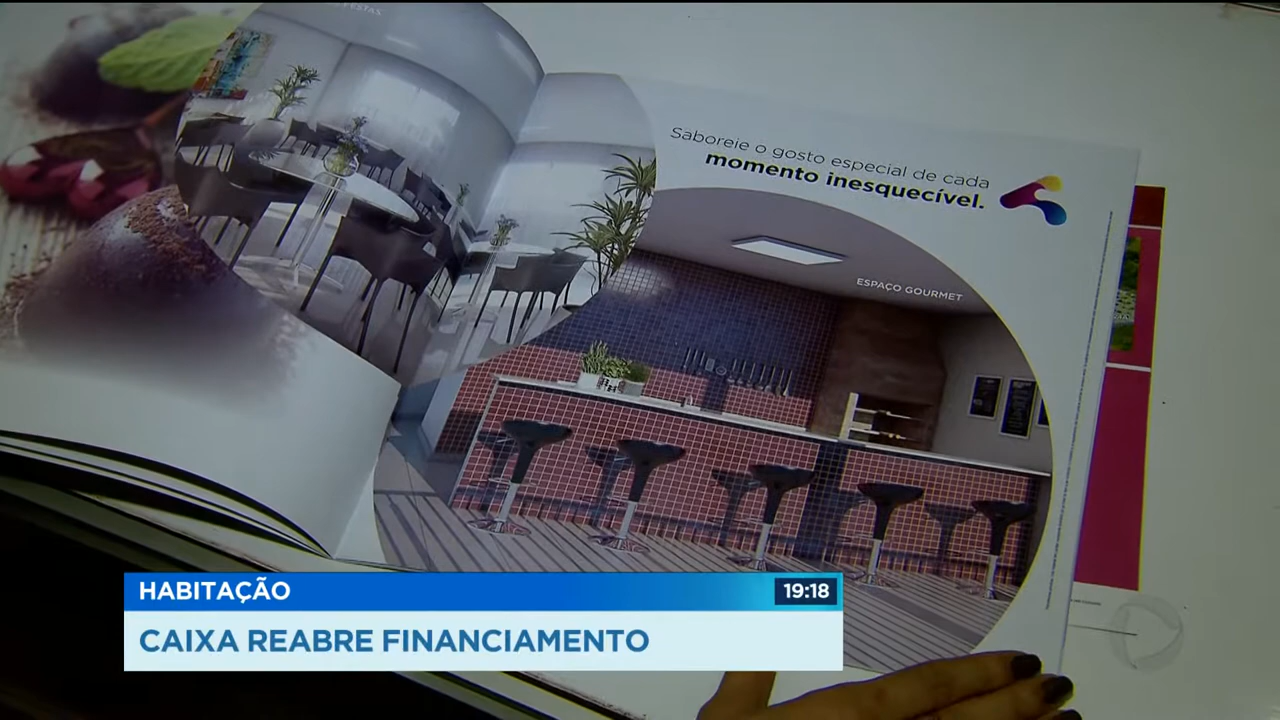 Saboreie o gosto especial de cada
momento inesquecível.
ESPAÇO GOURMET
HABITAÇÃO
19:18
CAIXA REABRE FINANCIAMENTO